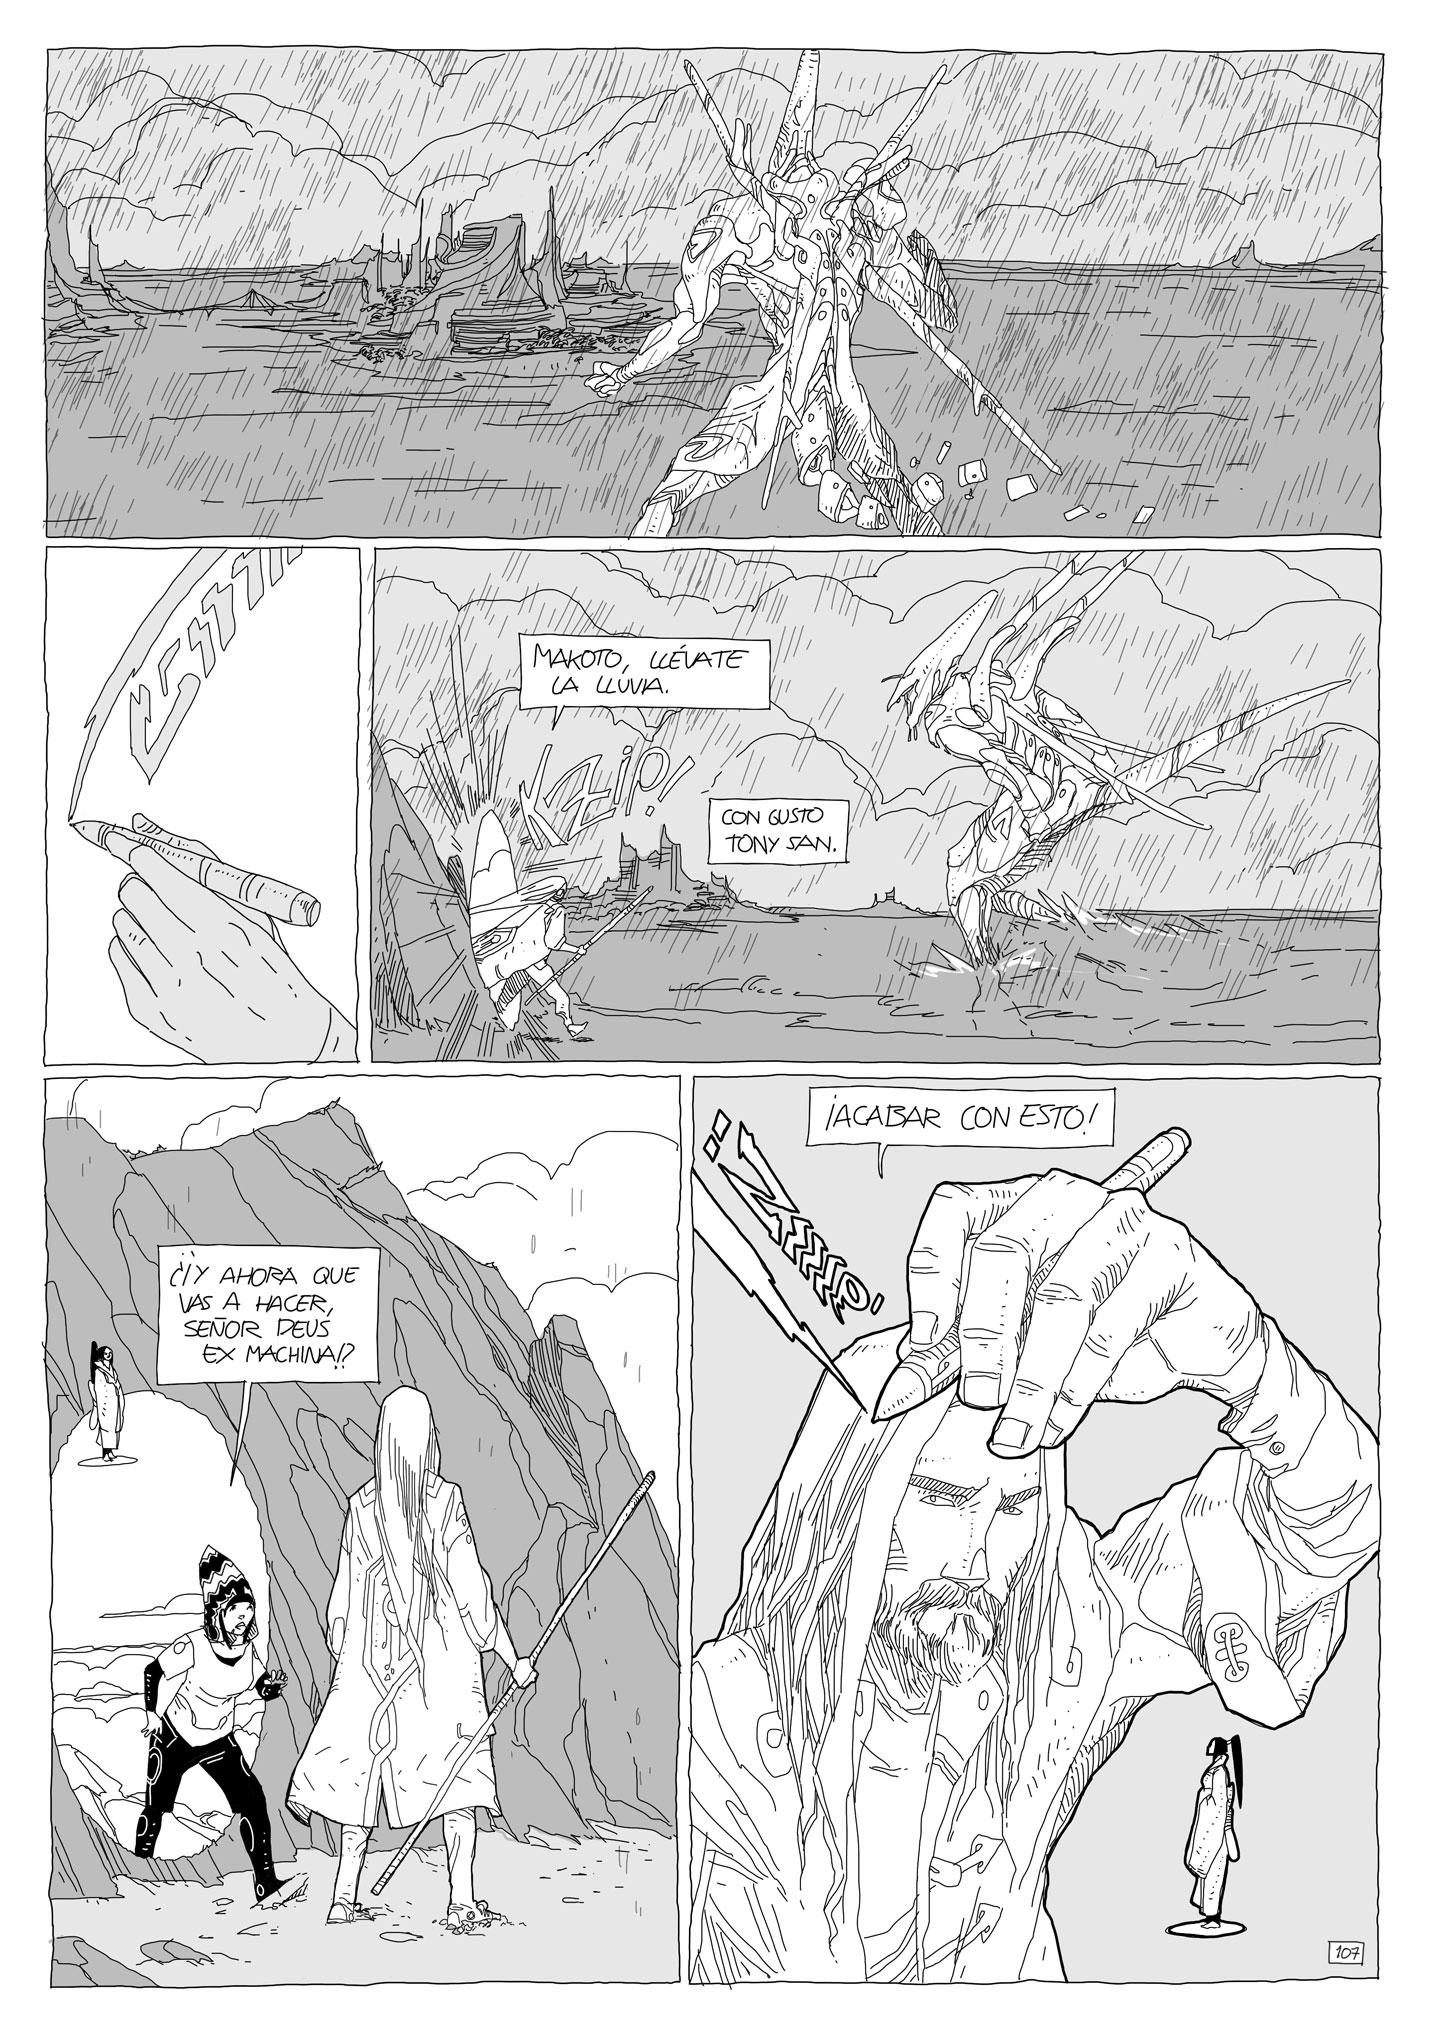 MAKOTO, LLÉVATE
LA LLUVIA.
KZIP!
CON GUSTO
TONY SAN.
¿¡Y AHORA QUE
VAS A HACER,
SEÑOR DEUS
EX MACHINA!?
¡ACABAR CON ESTO!
107